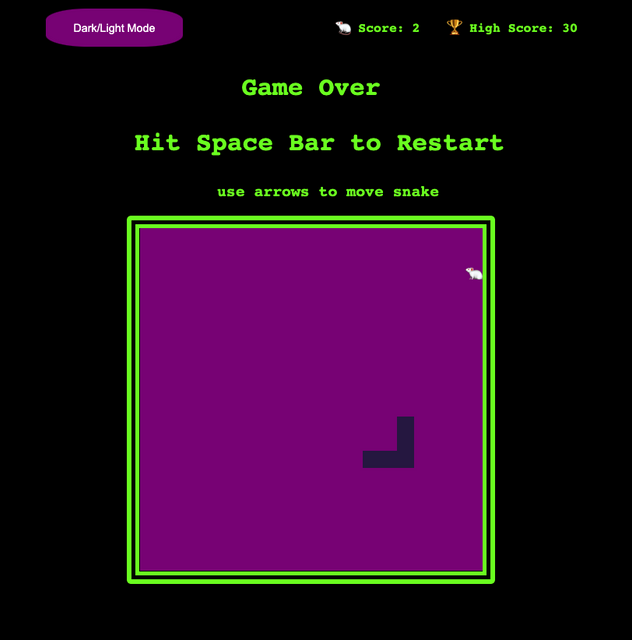 Dark/Light Mode
🐁 Score: 2 🏆 High Score: 30
Game Over
Hit Space Bar to Restart
use arrows to move snake